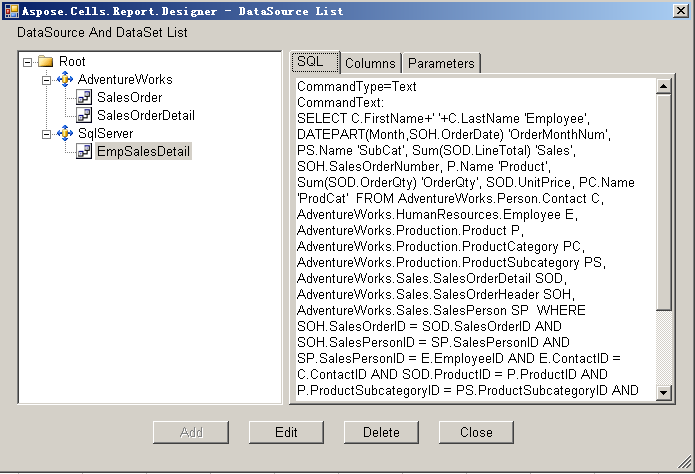 Aspose.Cells.Report.Designer - DataSource List
DataSource And DataSet List
Root
AdventureWorks
SalesOrder
SalesOrderDetail
SqlServer
EmpSalesDetail
SQL
Columns
Parameters
CommandType=Text
CommandText:
SELECT C.FirstName+' '+C.LastName 'Employee',
DATEPART(Month,SOH.OrderDate) 'OrderMonthNum',
PS.Name 'SubCat', Sum(SOD.LineTotal) 'Sales',
SOH.SalesOrderNumber, P.Name 'Product',
Sum(SOD.OrderQty) 'OrderQty', SOD.UnitPrice, PC.Name
'ProdCat'  FROM AdventureWorks.Person.Contact C,
AdventureWorks.HumanResources.Employee E,
AdventureWorks.Production.Product P,
AdventureWorks.Production.ProductCategory PC,
AdventureWorks.Production.ProductSubcategory PS,
AdventureWorks.Sales.SalesOrderDetail SOD,
AdventureWorks.Sales.SalesOrderHeader SOH,
AdventureWorks.Sales.SalesPerson SP  WHERE
SOH.SalesOrderID = SOD.SalesOrderID AND
SOH.SalesPersonID = SP.SalesPersonID AND
SP.SalesPersonID = E.EmployeeID AND E.ContactID =
C.ContactID AND SOD.ProductID = P.ProductID AND
P.ProductSubcategoryID = PS.ProductSubcategoryID AND
Add
Edit
Delete
Close